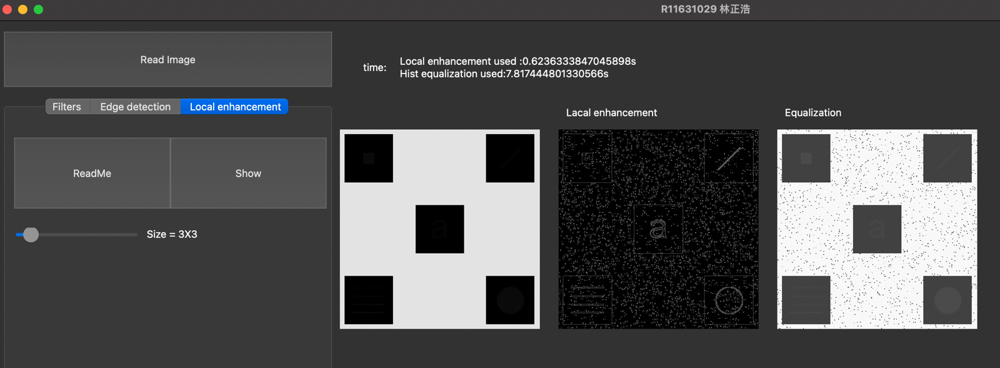 R11631029 林正浩
Read Image
time:
Local enhancement used :0.6236333847045898s
Hist equalization used:7.817444801330566s
Filters
Edge detection
Local enhancement
Lacal enhancement
Equalization
ReadMe
Show
Size = 3X3
a
a
a